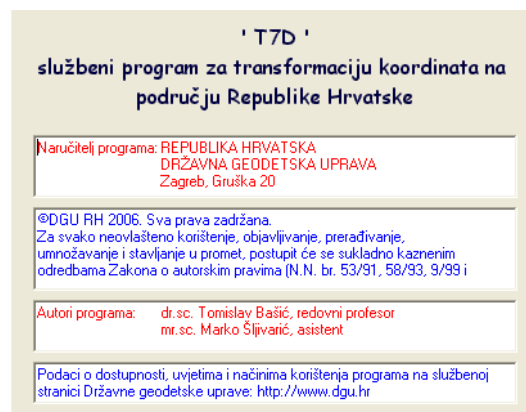 ' T7D '
službeni program za transformaciju koordinata na
području Republike Hrvatske
Naručitelj programa: REPUBLIKA HRVATSKA
DRŽAVNA GEODETSKA UPRAVA
Zagreb, Gruška 20
©DGU RH 2006. Sva prava zadržana.
Za svako neovlašteno korištenje, objavljivanje, prerađivanje,
umnožavanje i stavljanje u promet, postupit će se sukladno kaznenim
odredbama Zakona o autorskim pravima (N.N. br. 53/91, 58/93, 9/99 i
Autori programa: dr.sc. Tomislav Bašić, redovni profesor
mr.sc. Marko Šljivarić, asistent
Podaci o dostupnosti, uvjetima i načinima korištenja programa na službenoj
stranici Državne geodetske uprave: http://www.dgu.hr